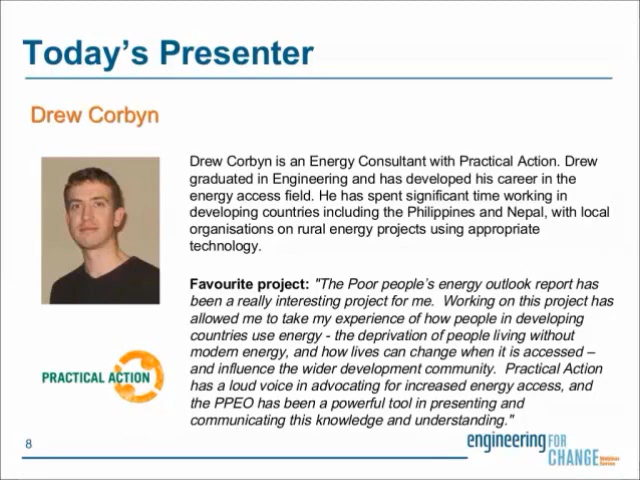 Today's Presenter
Drew Corbyn
Drew Corbyn is an Energy Consultant with Practical Action. Drew
graduated in Engineering and has developed his career in the
energy access field. He has spent significant time working in
developing countries including the Philippines and Nepal, with local
organisations on rural energy projects using appropriate
technology.
Favourite project: "The Poor people's energy outlook report has
been a really interesting project for me. Working on this project has
allowed me to take my experience of how people in developing
countries use energy - the deprivation of people living without
modern energy, and how lives can change when it is accessed –
and influence the wider development community. Practical Action
has a loud voice in advocating for increased energy access, and
the PPEO has been a powerful tool in presenting and
communicating this knowledge and understanding."
PRACTICAL ACTION
8
engineering FOR
CHANGE Webinar
Series